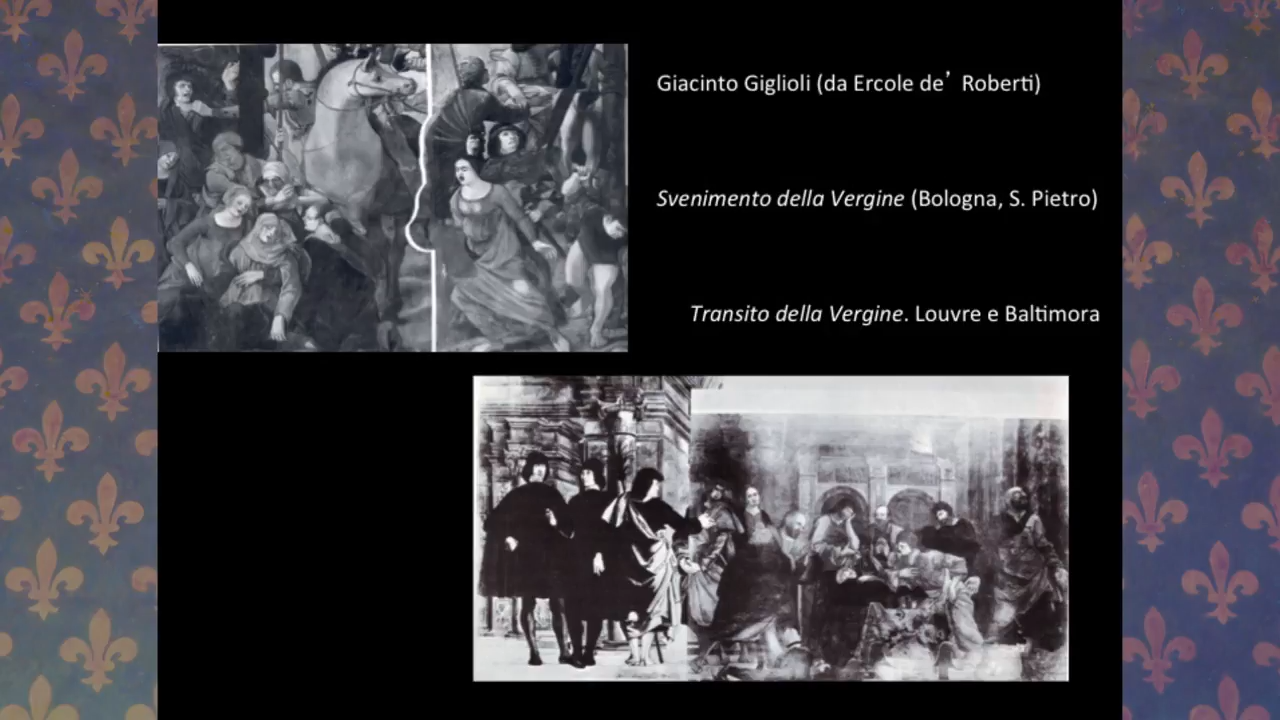 Giacinto Giglioli (da Ercole de’ Roberti)
Svenimento della Vergine (Bologna, S. Pietro)
Transito della Vergine. Louvre e Baltimora